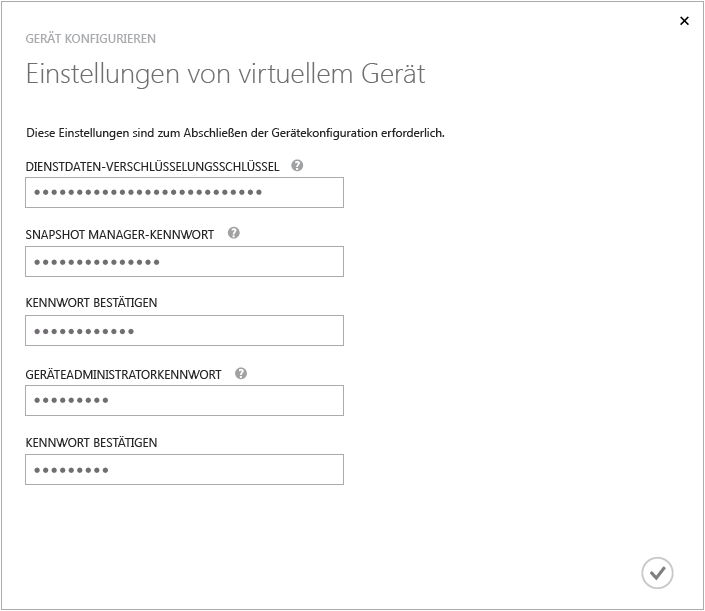 GERÄT KONFIGURIEREN
Einstellungen von virtuellem Gerät
Diese Einstellungen sind zum Abschließen der Gerätekonfiguration erforderlich.
DIENSTDATEN-VERSCHLÜSSELUNGSSCHLÜSSEL ?
•••••••••••••••••••••••••••
SNAPSHOT MANAGER-KENNWORT ?
•••••••••••••••
KENNWORT BESTÄTIGEN
••••••••••••
GERÄTEADMINISTRATORKENNWORT ?
•••••••••
KENNWORT BESTÄTIGEN
•••••••••